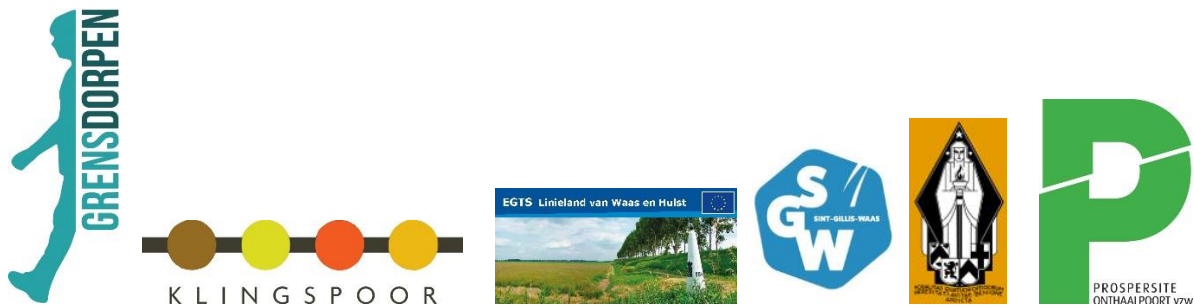 GRENSDORPEN
KLINGSPOOR
EGTS Linieland van Waas en Hulst
SGW
SINT-GILLIS-WAAS
P
PROSPERSITE
ONTHAALPOORT vzw